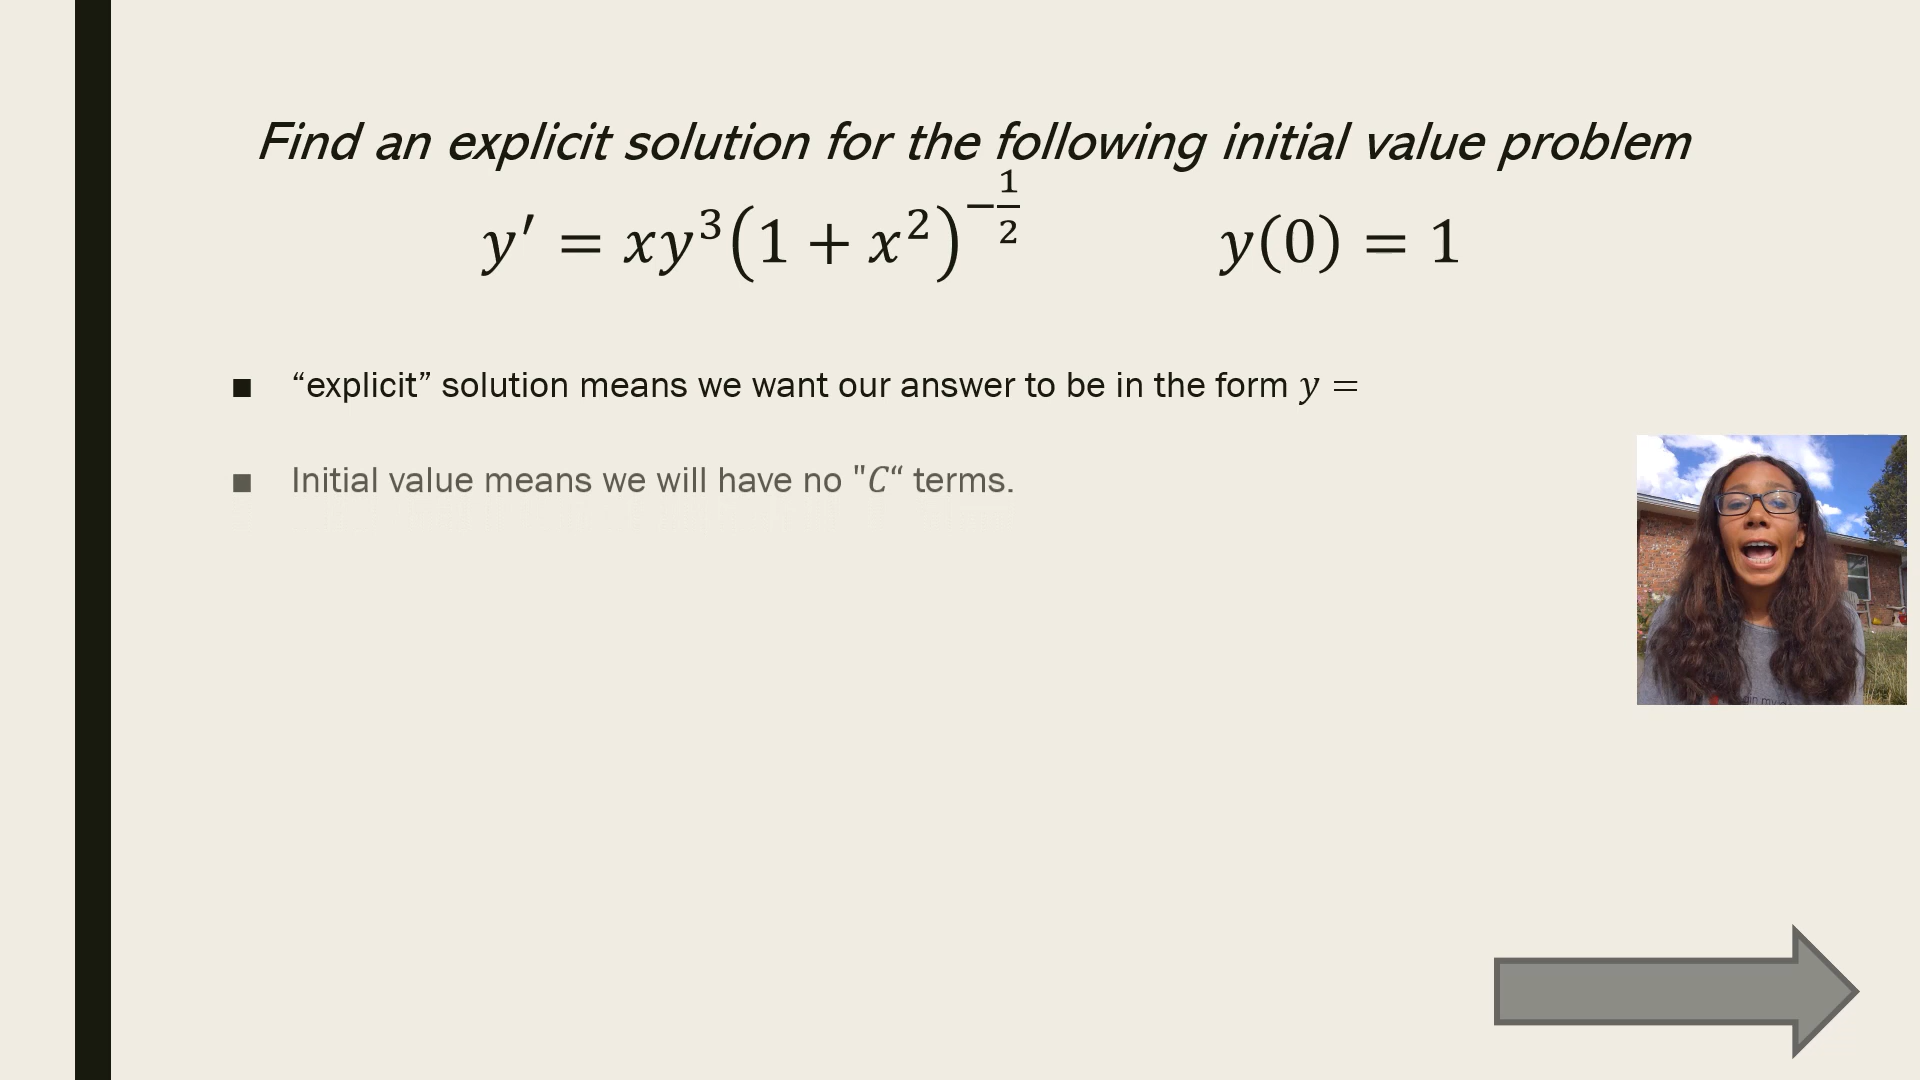 Find an explicit solution for the following initial value problem
y′ = xy³(1 + x²)^(−1/2) y(0) = 1
■ “explicit” solution means we want our answer to be in the form y =
■ Initial value means we will have no "C“ terms.